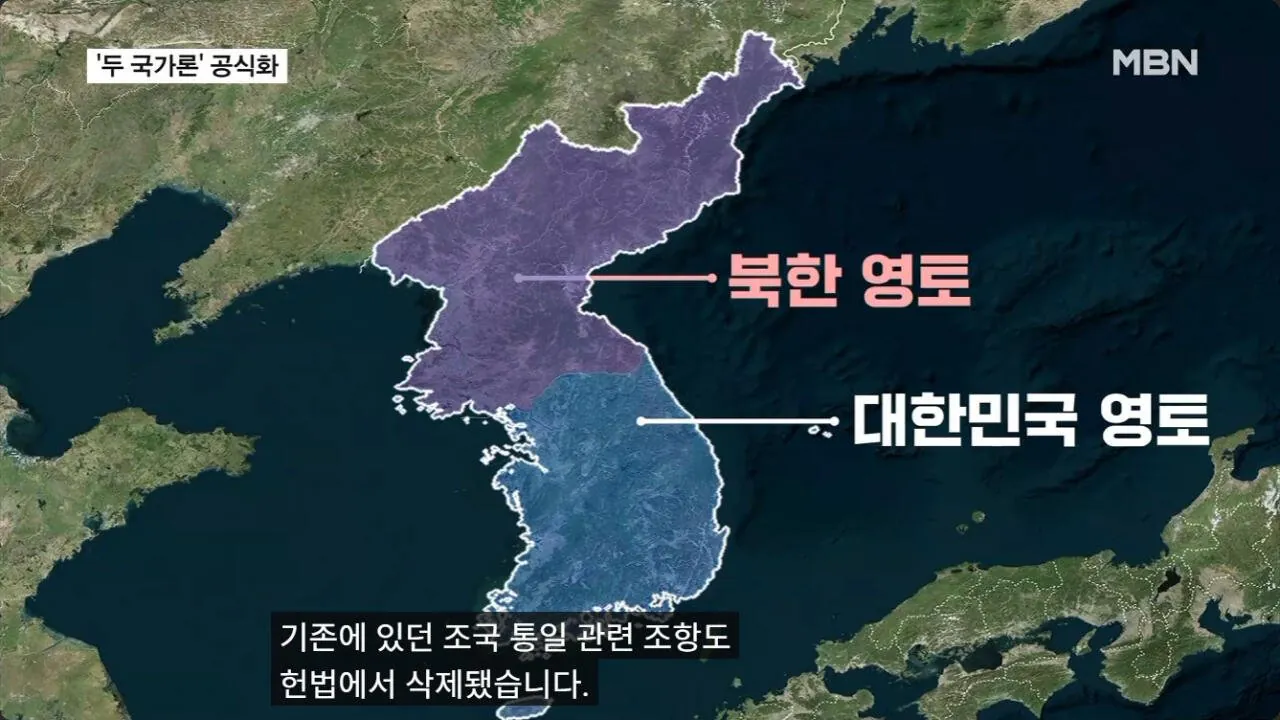 '두 국가론' 공식화
MBN
북한 영토
대한민국 영토
기존에 있던 조국 통일 관련 조항도
헌법에서 삭제됐습니다.